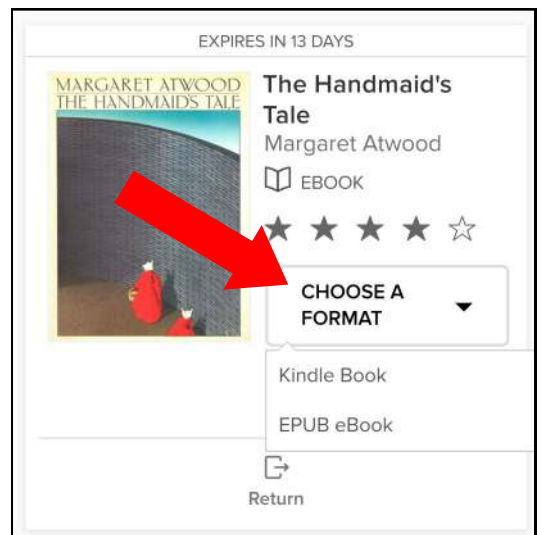 EXPIRES IN 13 DAYS
MARGARET ATWOOD
THE HANDMAID'S TALE
The Handmaid's
Tale
Margaret Atwood
EBOOK
CHOOSE A
FORMAT
Kindle Book
EPUB eBook
Return